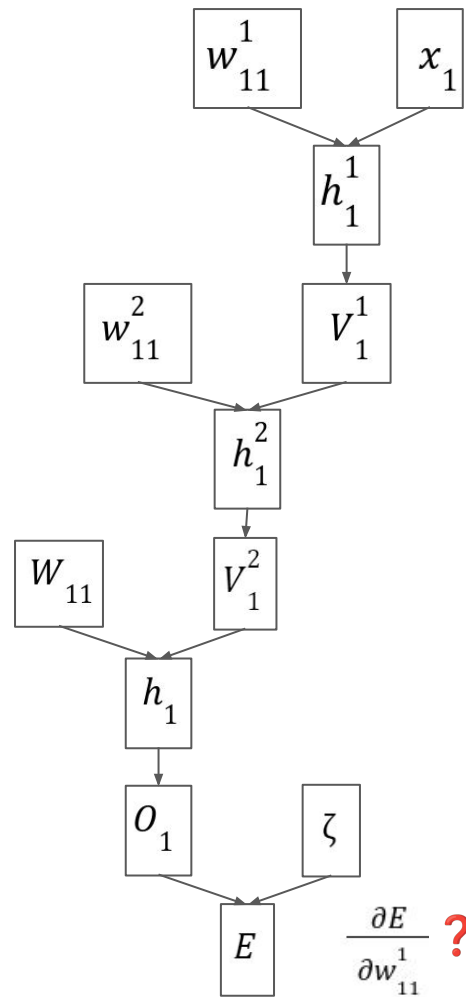 w¹₁₁ x₁
h¹₁
w²₁₁ V¹₁
h²₁
W₁₁ V²₁
h₁
O₁ ζ
E ∂E/∂w¹₁₁ ❓